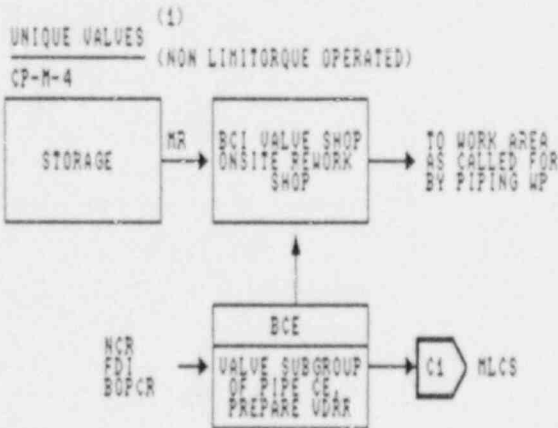 UNIQUE VALVES (1)
(NON LIMITORQUE OPERATED)
CP-M-4
STORAGE
MR
BCI VALVE SHOP
ONSITE REWORK
SHOP
TO WORK AREA
AS CALLED FOR
BY PIPING WP
NCR
FDI
BOPCR
BCE
VALVE SUBGROUP
OF PIPE CE,
PREPARE VDRR
C1
MLCS